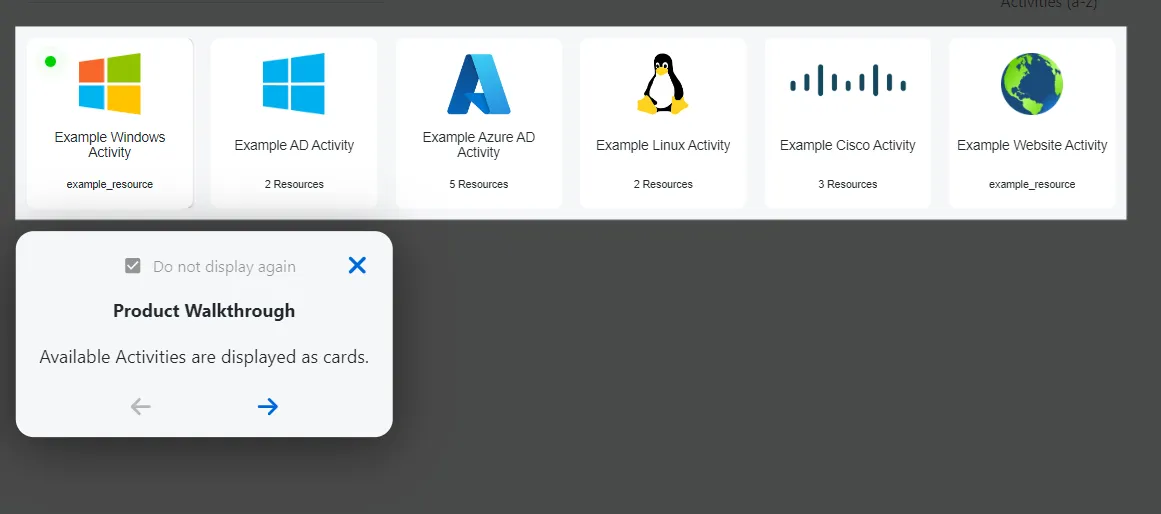 Activities (a-z)
Example Windows
Activity
example_resource
Example AD Activity
2 Resources
Example Azure AD
Activity
5 Resources
Example Linux Activity
2 Resources
Example Cisco Activity
3 Resources
Example Website Activity
example_resource
Do not display again
Product Walkthrough
Available Activities are displayed as cards.